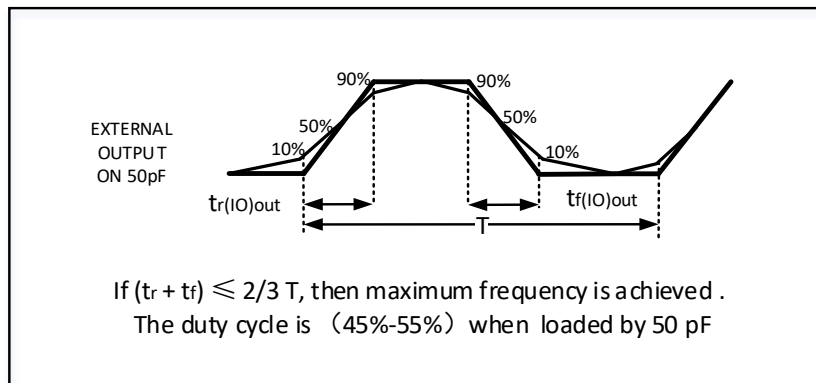 90%
90%
50%
50%
10%
10%
EXTERNAL
OUTPUT
ON 50pF
tr(IO)out
tf(IO)out
T
If (tr + tf) ≤ 2/3 T, then maximum frequency is achieved .
The duty cycle is （45%-55%）when loaded by 50 pF